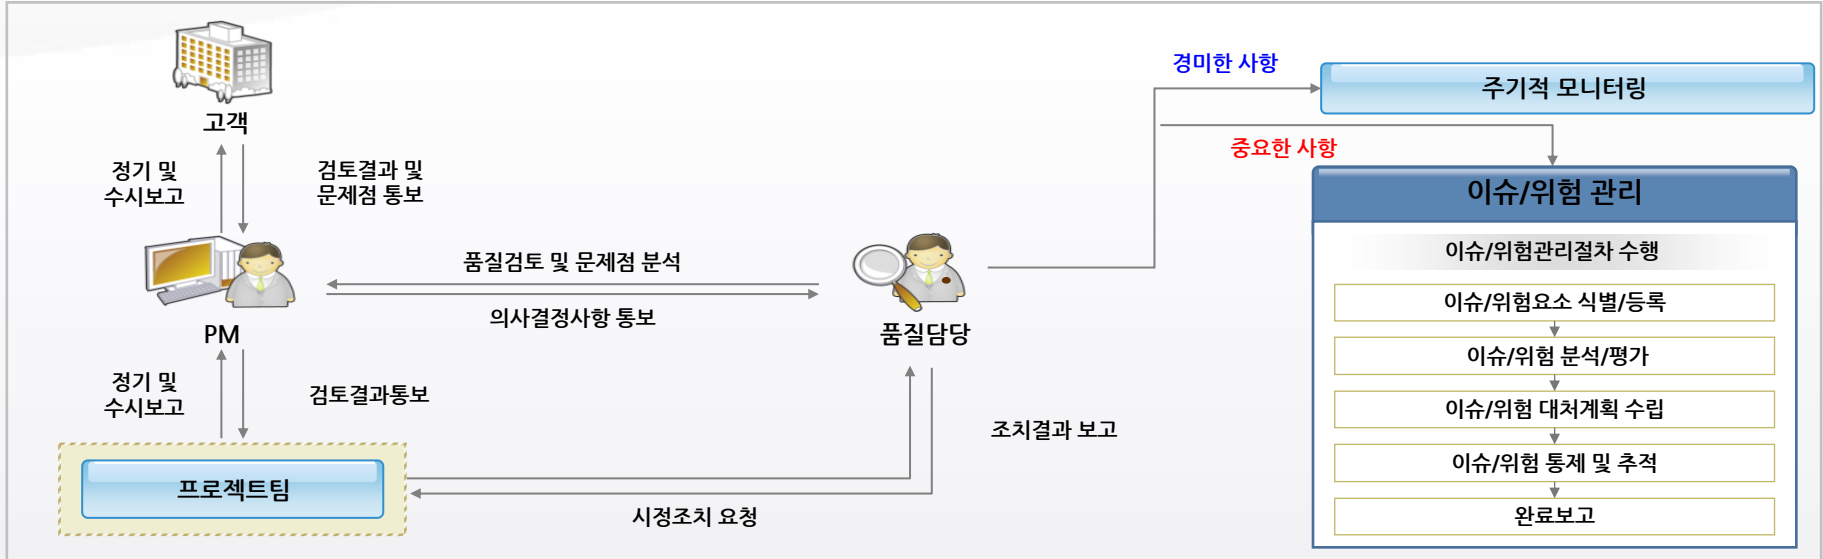 고객
정기 및
수시보고
검토결과 및
문제점 통보
PM
정기 및
수시보고
검토결과통보
프로젝트팀
품질검토 및 문제점 분석
의사결정사항 통보
품질담당
조치결과 보고
시정조치 요청
경미한 사항
주기적 모니터링
중요한 사항
이슈/위험 관리
이슈/위험관리절차 수행
이슈/위험요소 식별/등록
이슈/위험 분석/평가
이슈/위험 대처계획 수립
이슈/위험 통제 및 추적
완료보고